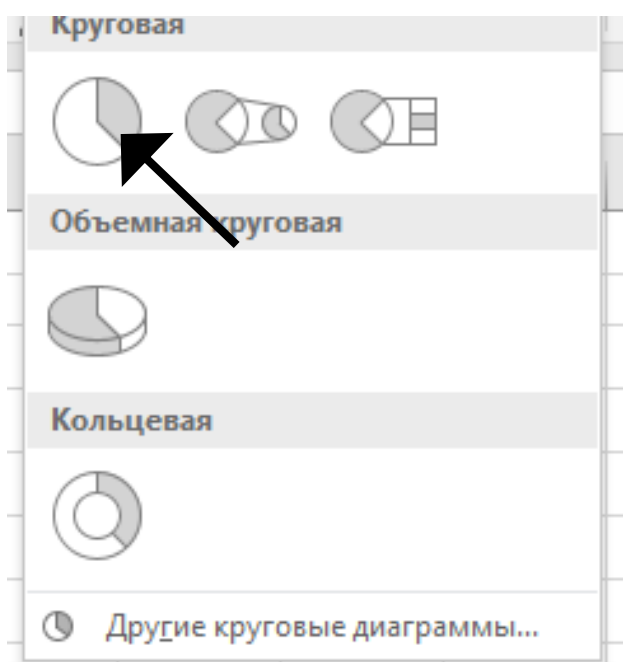 Круговая
Объемная круговая
Кольцевая
Другие круговые диаграммы...